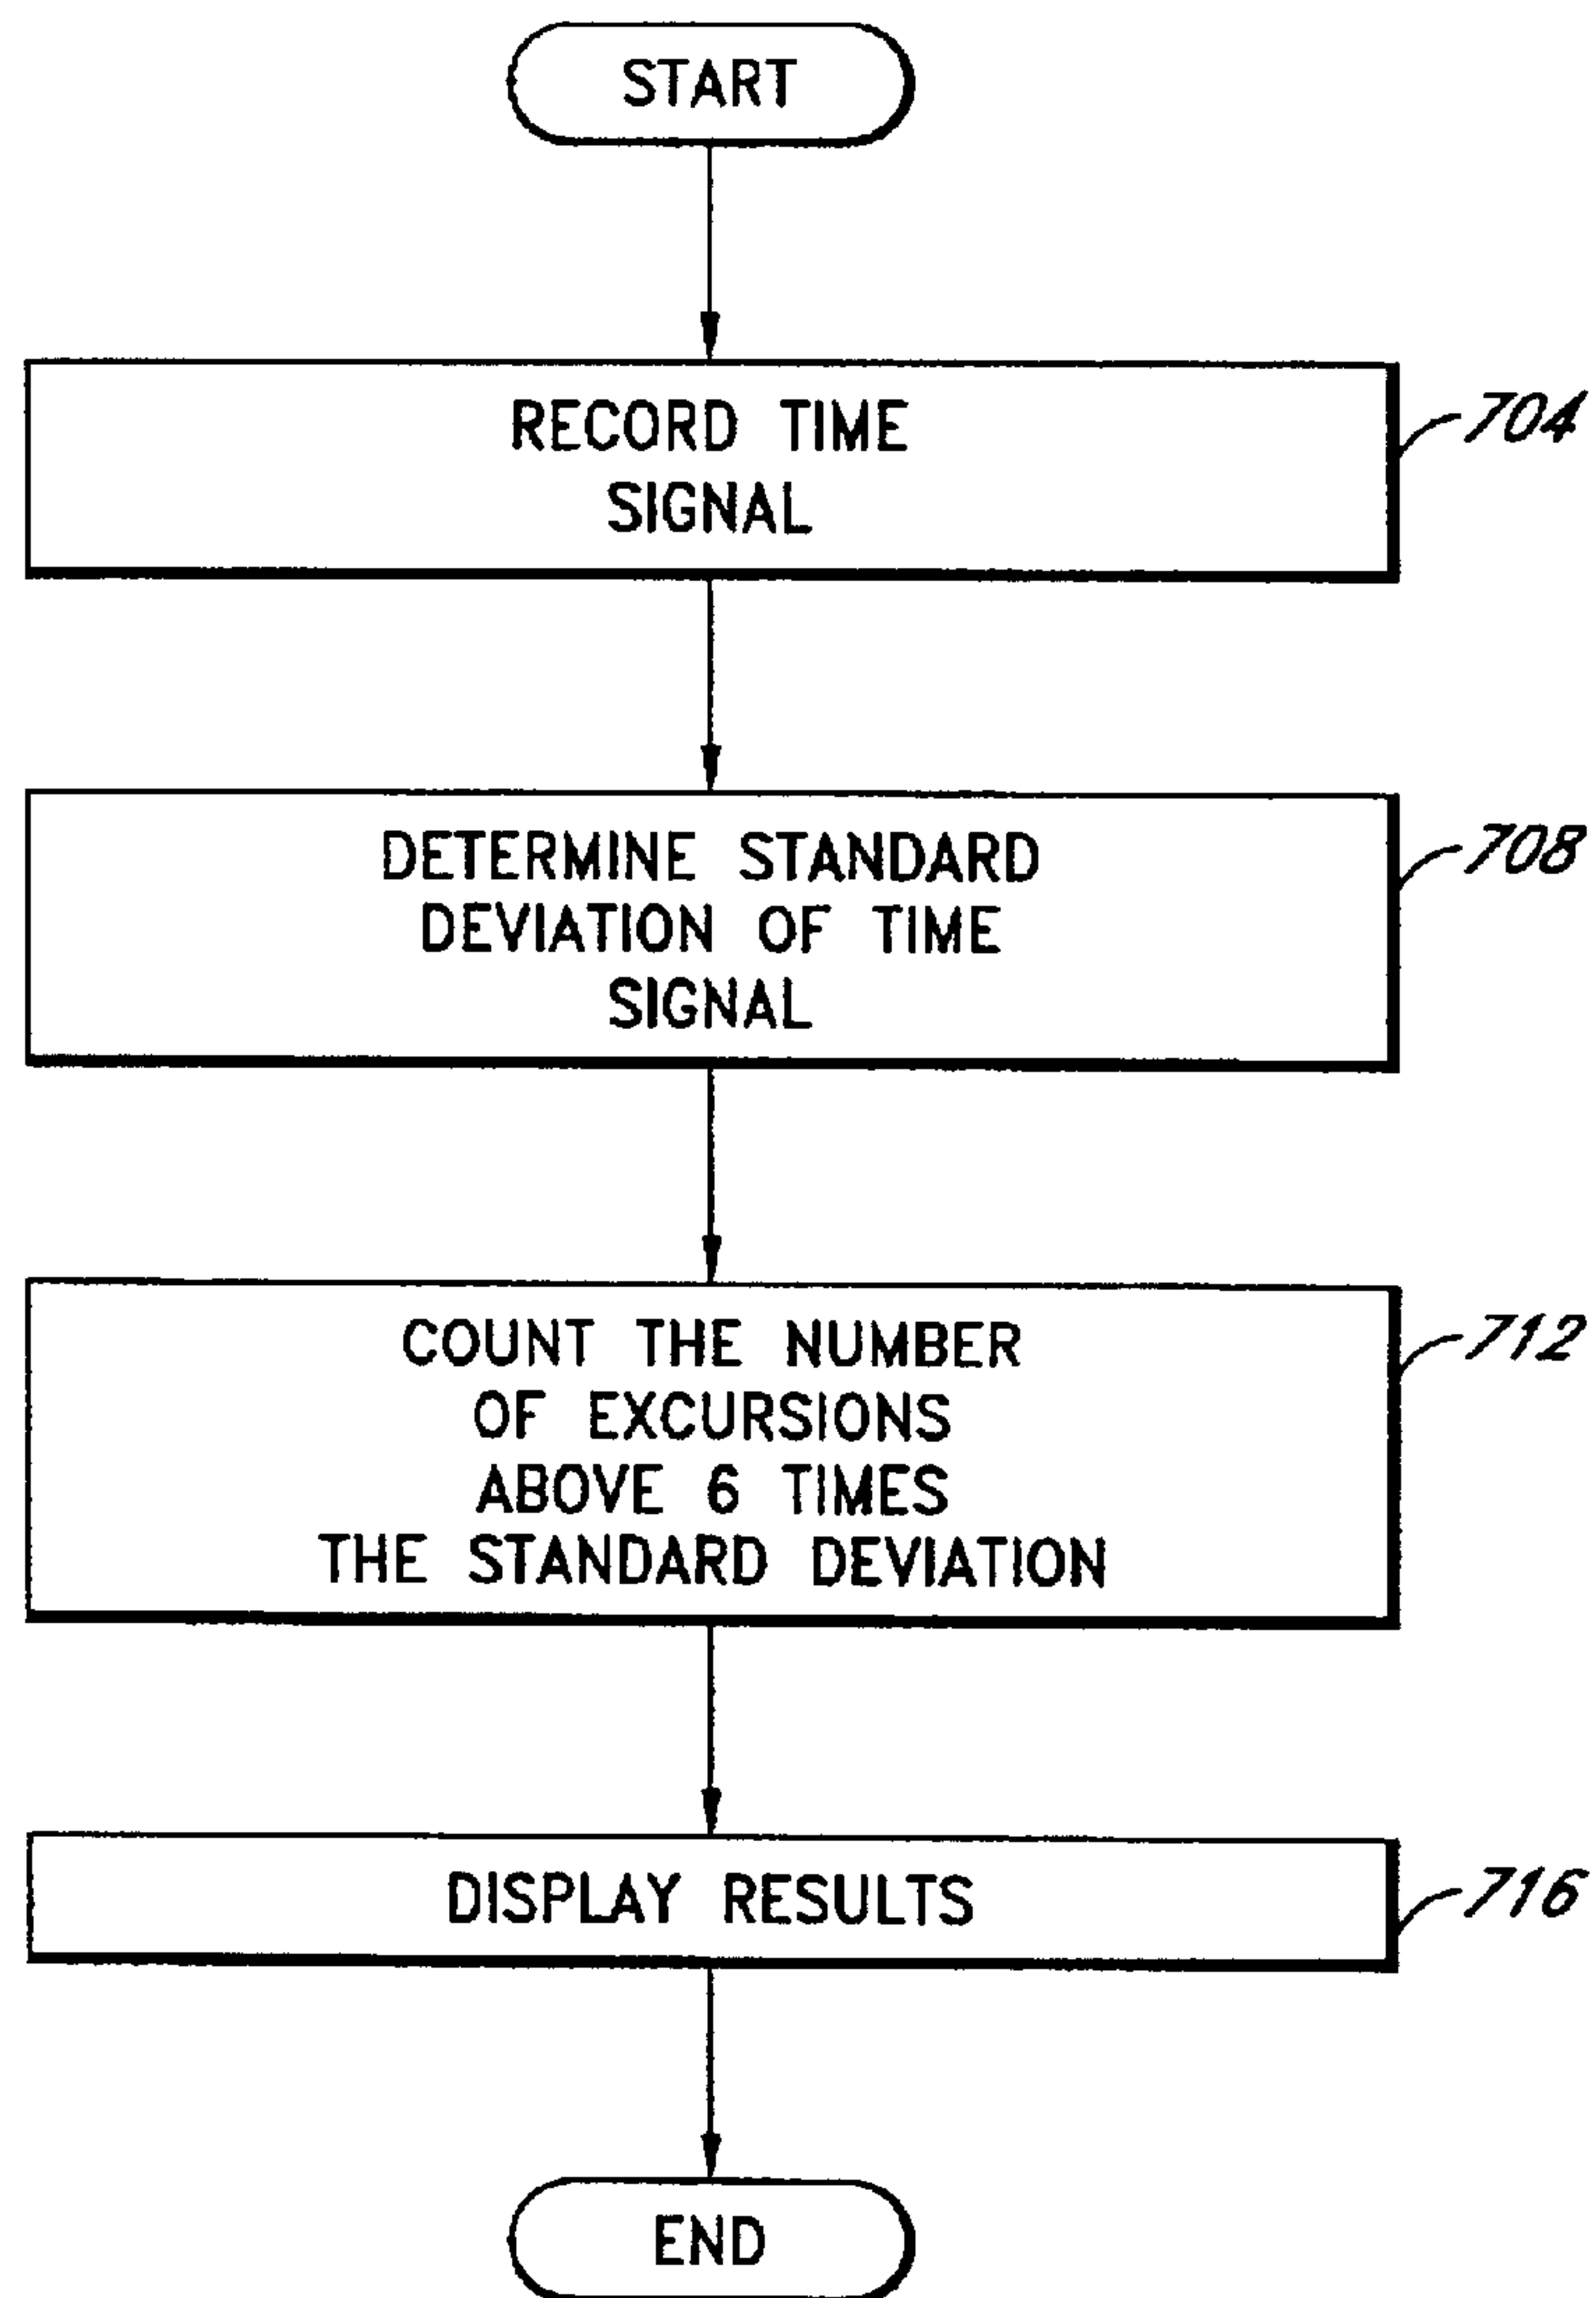 START
RECORD TIME
SIGNAL
704
DETERMINE STANDARD
DEVIATION OF TIME
SIGNAL
708
COUNT THE NUMBER
OF EXCURSIONS
ABOVE 6 TIMES
THE STANDARD DEVIATION
712
DISPLAY RESULTS
716
END